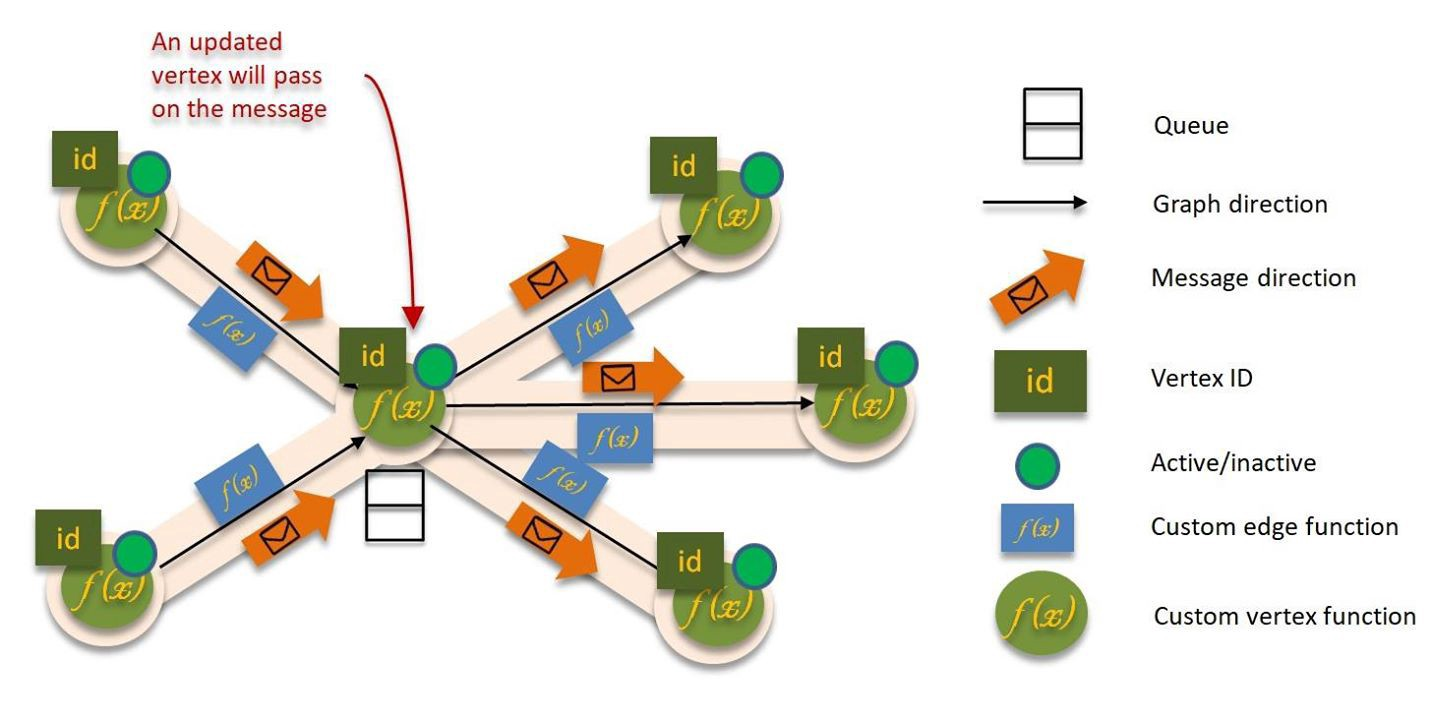 An updated
vertex will pass
on the message
id
f(x)
id
f(x)
f(x)
f(x)
id
f(x)
id
f(x)
f(x)
f(x)
f(x)
id
f(x)
id
f(x)
Queue
Graph direction
Message direction
id
Vertex ID
Active/inactive
f(x)
Custom edge function
f(x)
Custom vertex function